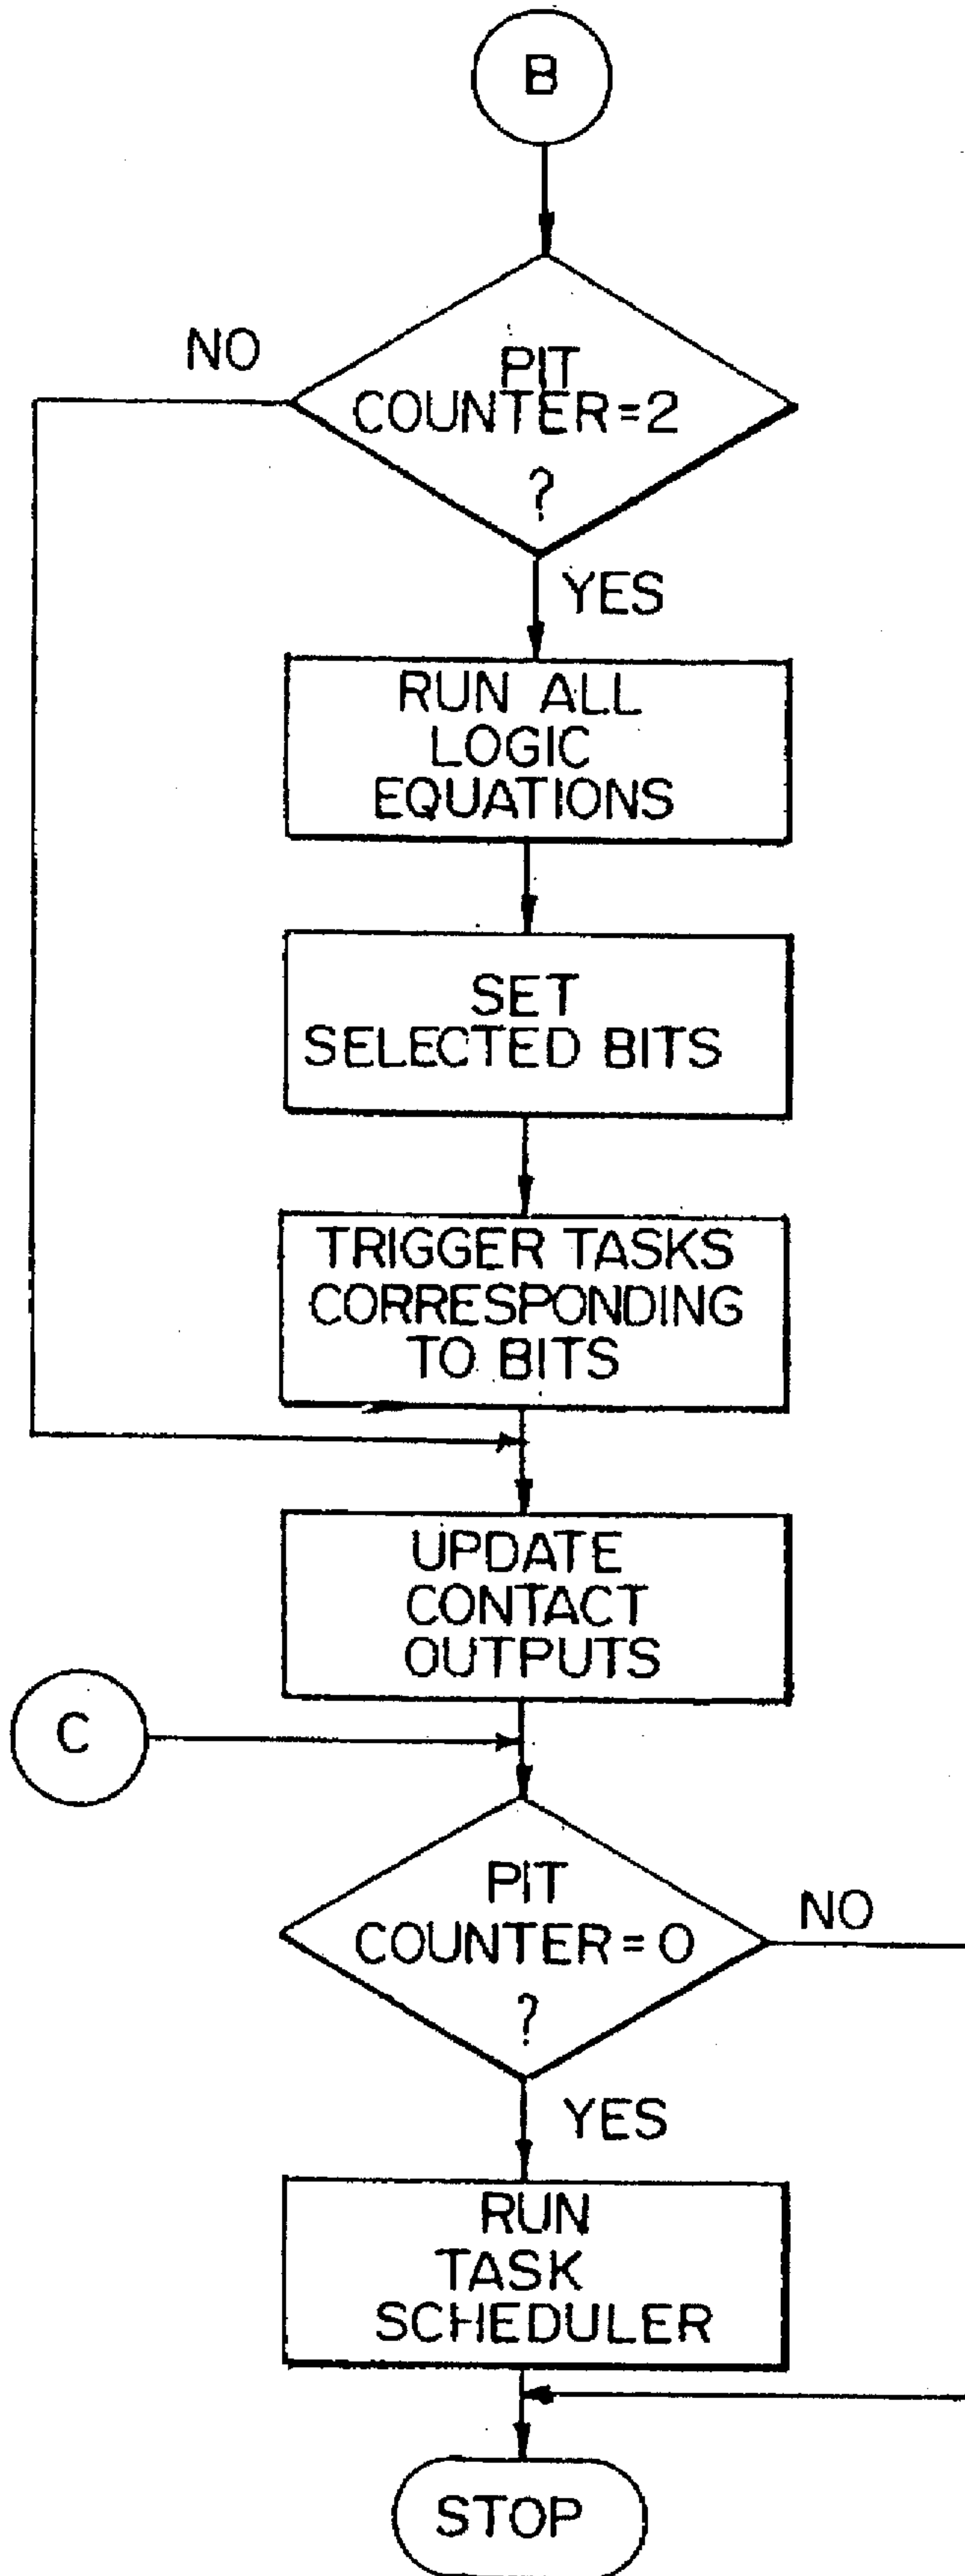 B
NO
PIT
COUNTER=2
?
YES
RUN ALL
LOGIC
EQUATIONS
SET
SELECTED BITS
TRIGGER TASKS
CORRESPONDING
TO BITS
UPDATE
CONTACT
OUTPUTS
C
PIT
COUNTER=0
?
NO
YES
RUN
TASK
SCHEDULER
STOP